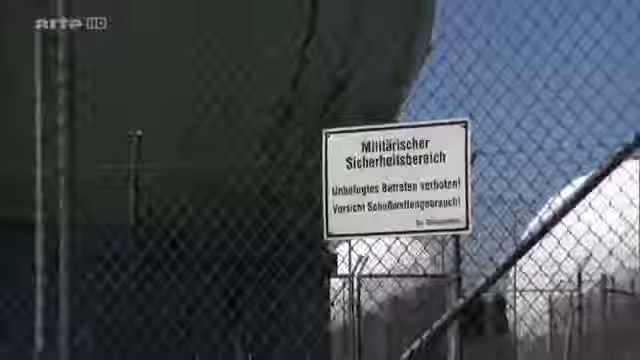 arte HD
Militärischer
Sicherheitsbereich
Unbefugtes Betreten verboten!
Vorsicht Schußwaffengebrauch!